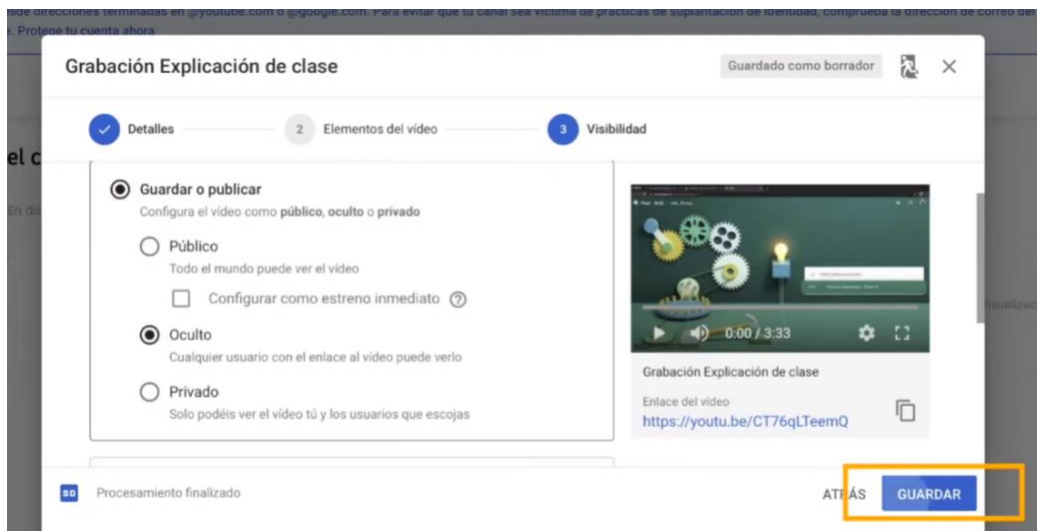 desde direcciones terminadas en @youtube.com o @google.com. Para evitar que tu canal sea víctima de prácticas de suplantación de identidad, comprueba la dirección de correo del
e. Protege tu cuenta ahora
Grabación Explicación de clase
Guardado como borrador
Detalles
2
Elementos del vídeo
3
Visibilidad
el c
En dir
Guardar o publicar
Configura el vídeo como público, oculto o privado
Público
Todo el mundo puede ver el vídeo
Configurar como estreno inmediato
Oculto
Cualquier usuario con el enlace al vídeo puede verlo
Privado
Solo podéis ver el vídeo tú y los usuarios que escojas
0:00 / 3:33
Grabación Explicación de clase
Enlace del vídeo
https://youtu.be/CT76qLTeemQ
isualizac
SD
Procesamiento finalizado
ATRÁS
GUARDAR